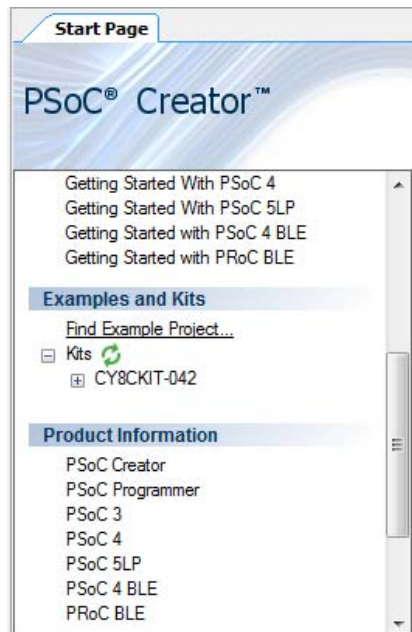 Start Page
PSoC® Creator™
Getting Started With PSoC 4
Getting Started With PSoC 5LP
Getting Started with PSoC 4 BLE
Getting Started with PRoC BLE
Examples and Kits
Find Example Project...
Kits
CY8CKIT-042
Product Information
PSoC Creator
PSoC Programmer
PSoC 3
PSoC 4
PSoC 5LP
PSoC 4 BLE
PRoC BLE